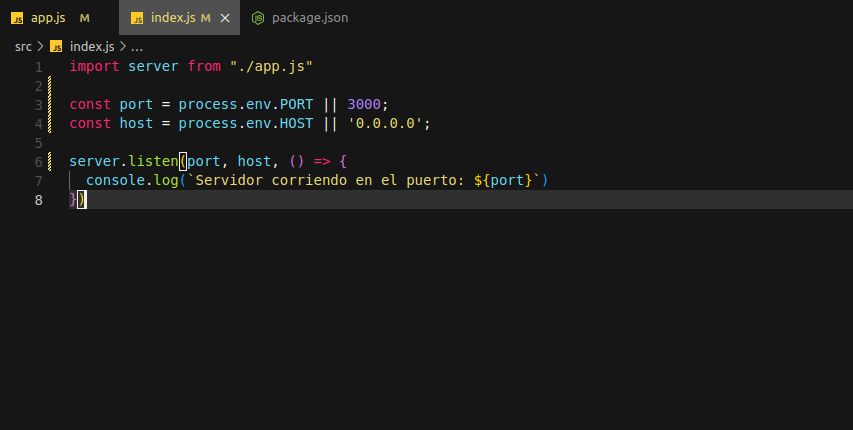 JS app.js M JS index.js M × JS package.json
src > JS index.js > ...
1 import server from "./app.js"
2
3 const port = process.env.PORT || 3000;
4 const host = process.env.HOST || '0.0.0.0';
5
6 server.listen(port, host, () => {
7 console.log(`Servidor corriendo en el puerto: ${port}`)
8 })